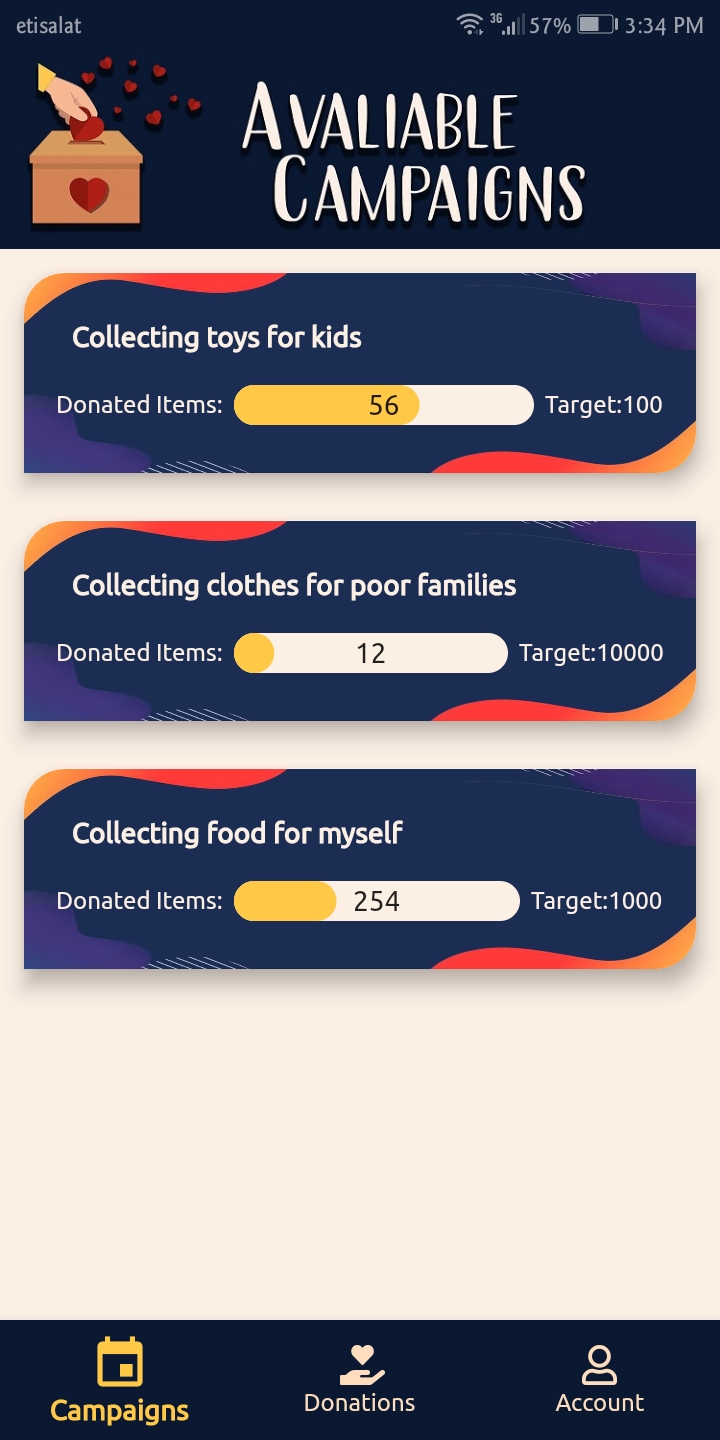 etisalat 3G 57% 3:34 PM
AVALIABLE
CAMPAIGNS
Collecting toys for kids
Donated Items: 56 Target:100
Collecting clothes for poor families
Donated Items: 12 Target:10000
Collecting food for myself
Donated Items: 254 Target:1000
Campaigns Donations Account